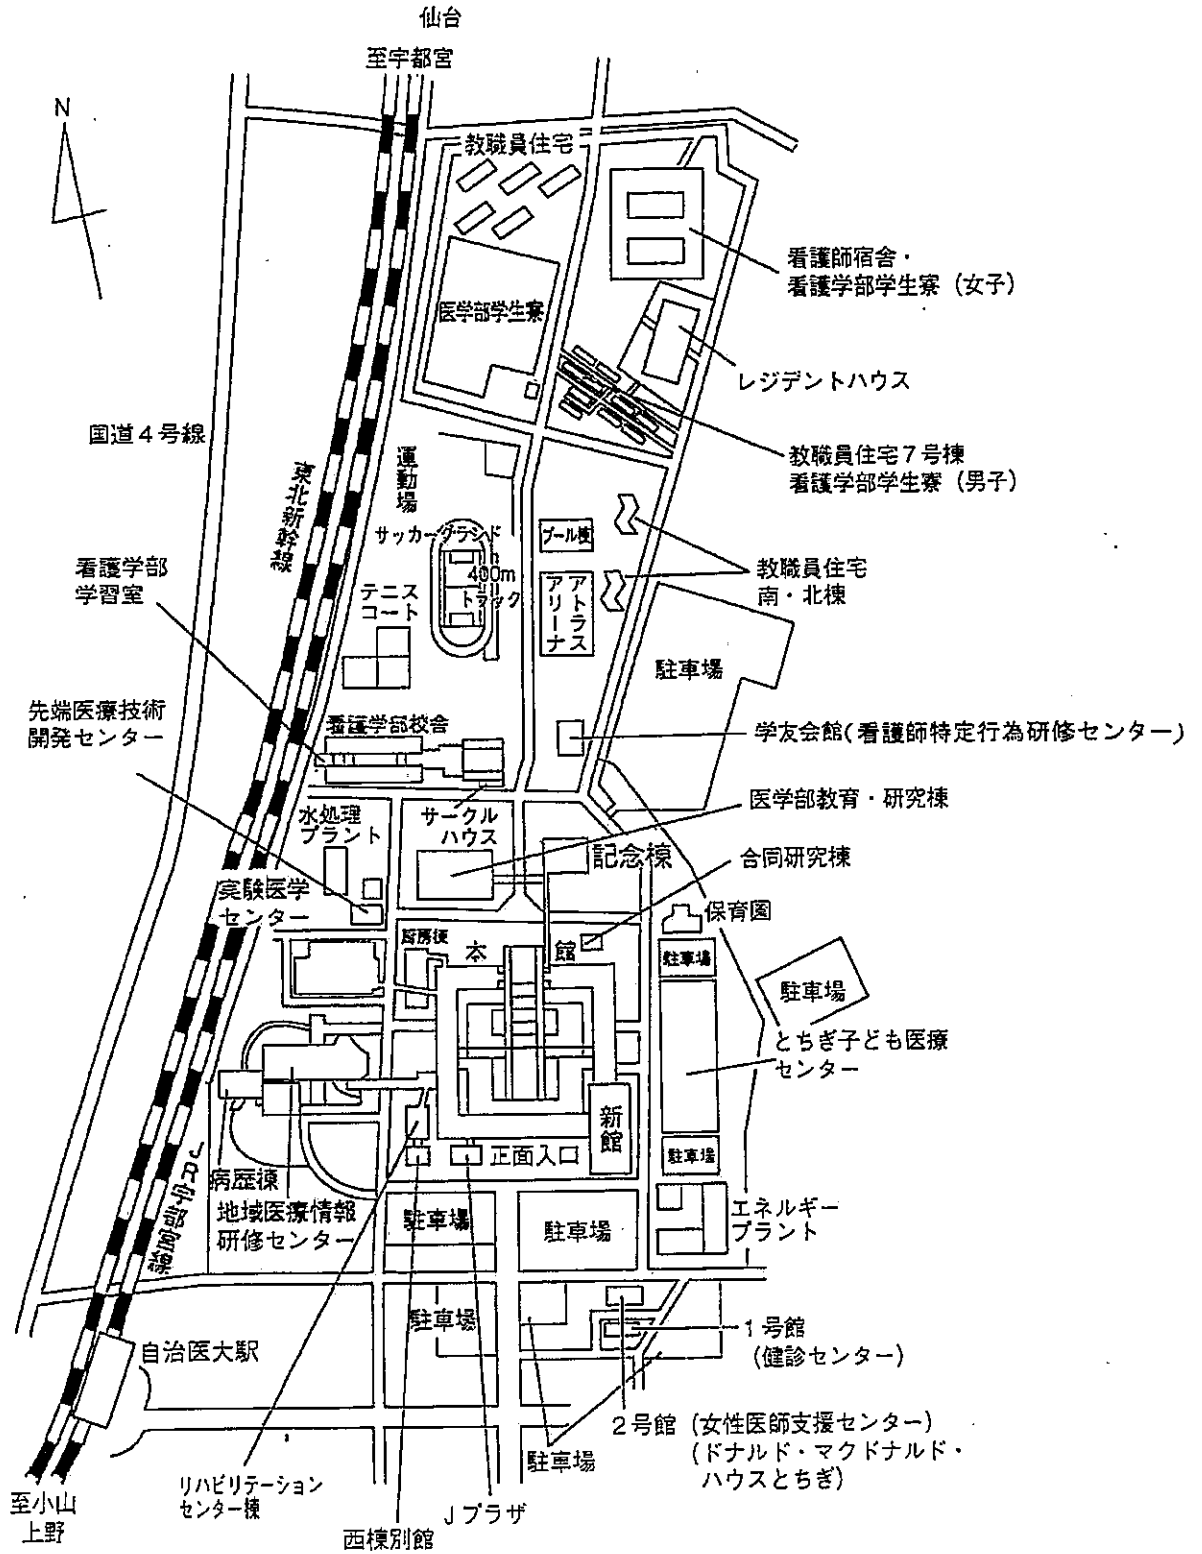 仙台
至宇都宮
N
教職員住宅
看護師宿舎・
看護学部学生寮（女子）
医学部学生寮
レジデントハウス
国道４号線
教職員住宅７号棟
看護学部学生寮（男子）
運動場
東北新幹線
サッカーグランド
プール棟
400m
トラック
教職員住宅
南・北棟
看護学部
学習室
テニス
コート
アトラス
アリーナ
駐車場
先端医療技術
開発センター
看護学部校舎
学友会館(看護師特定行為研修センター)
医学部教育・研究棟
水処理
プラント
サークル
ハウス
記念棟
合同研究棟
実験医学
センター
保育園
厨房棟
本館
駐車場
駐車場
とちぎ子ども医療
センター
新館
正面入口
駐車場
JR宇都宮線
病歴棟
地域医療情報
研修センター
駐車場
駐車場
エネルギー
プラント
駐車場
１号館
(健診センター)
自治医大駅
２号館（女性医師支援センター）
（ドナルド・マクドナルド・
ハウスとちぎ）
駐車場
リハビリテーション
センター棟
Ｊプラザ
西棟別館
至小山
上野